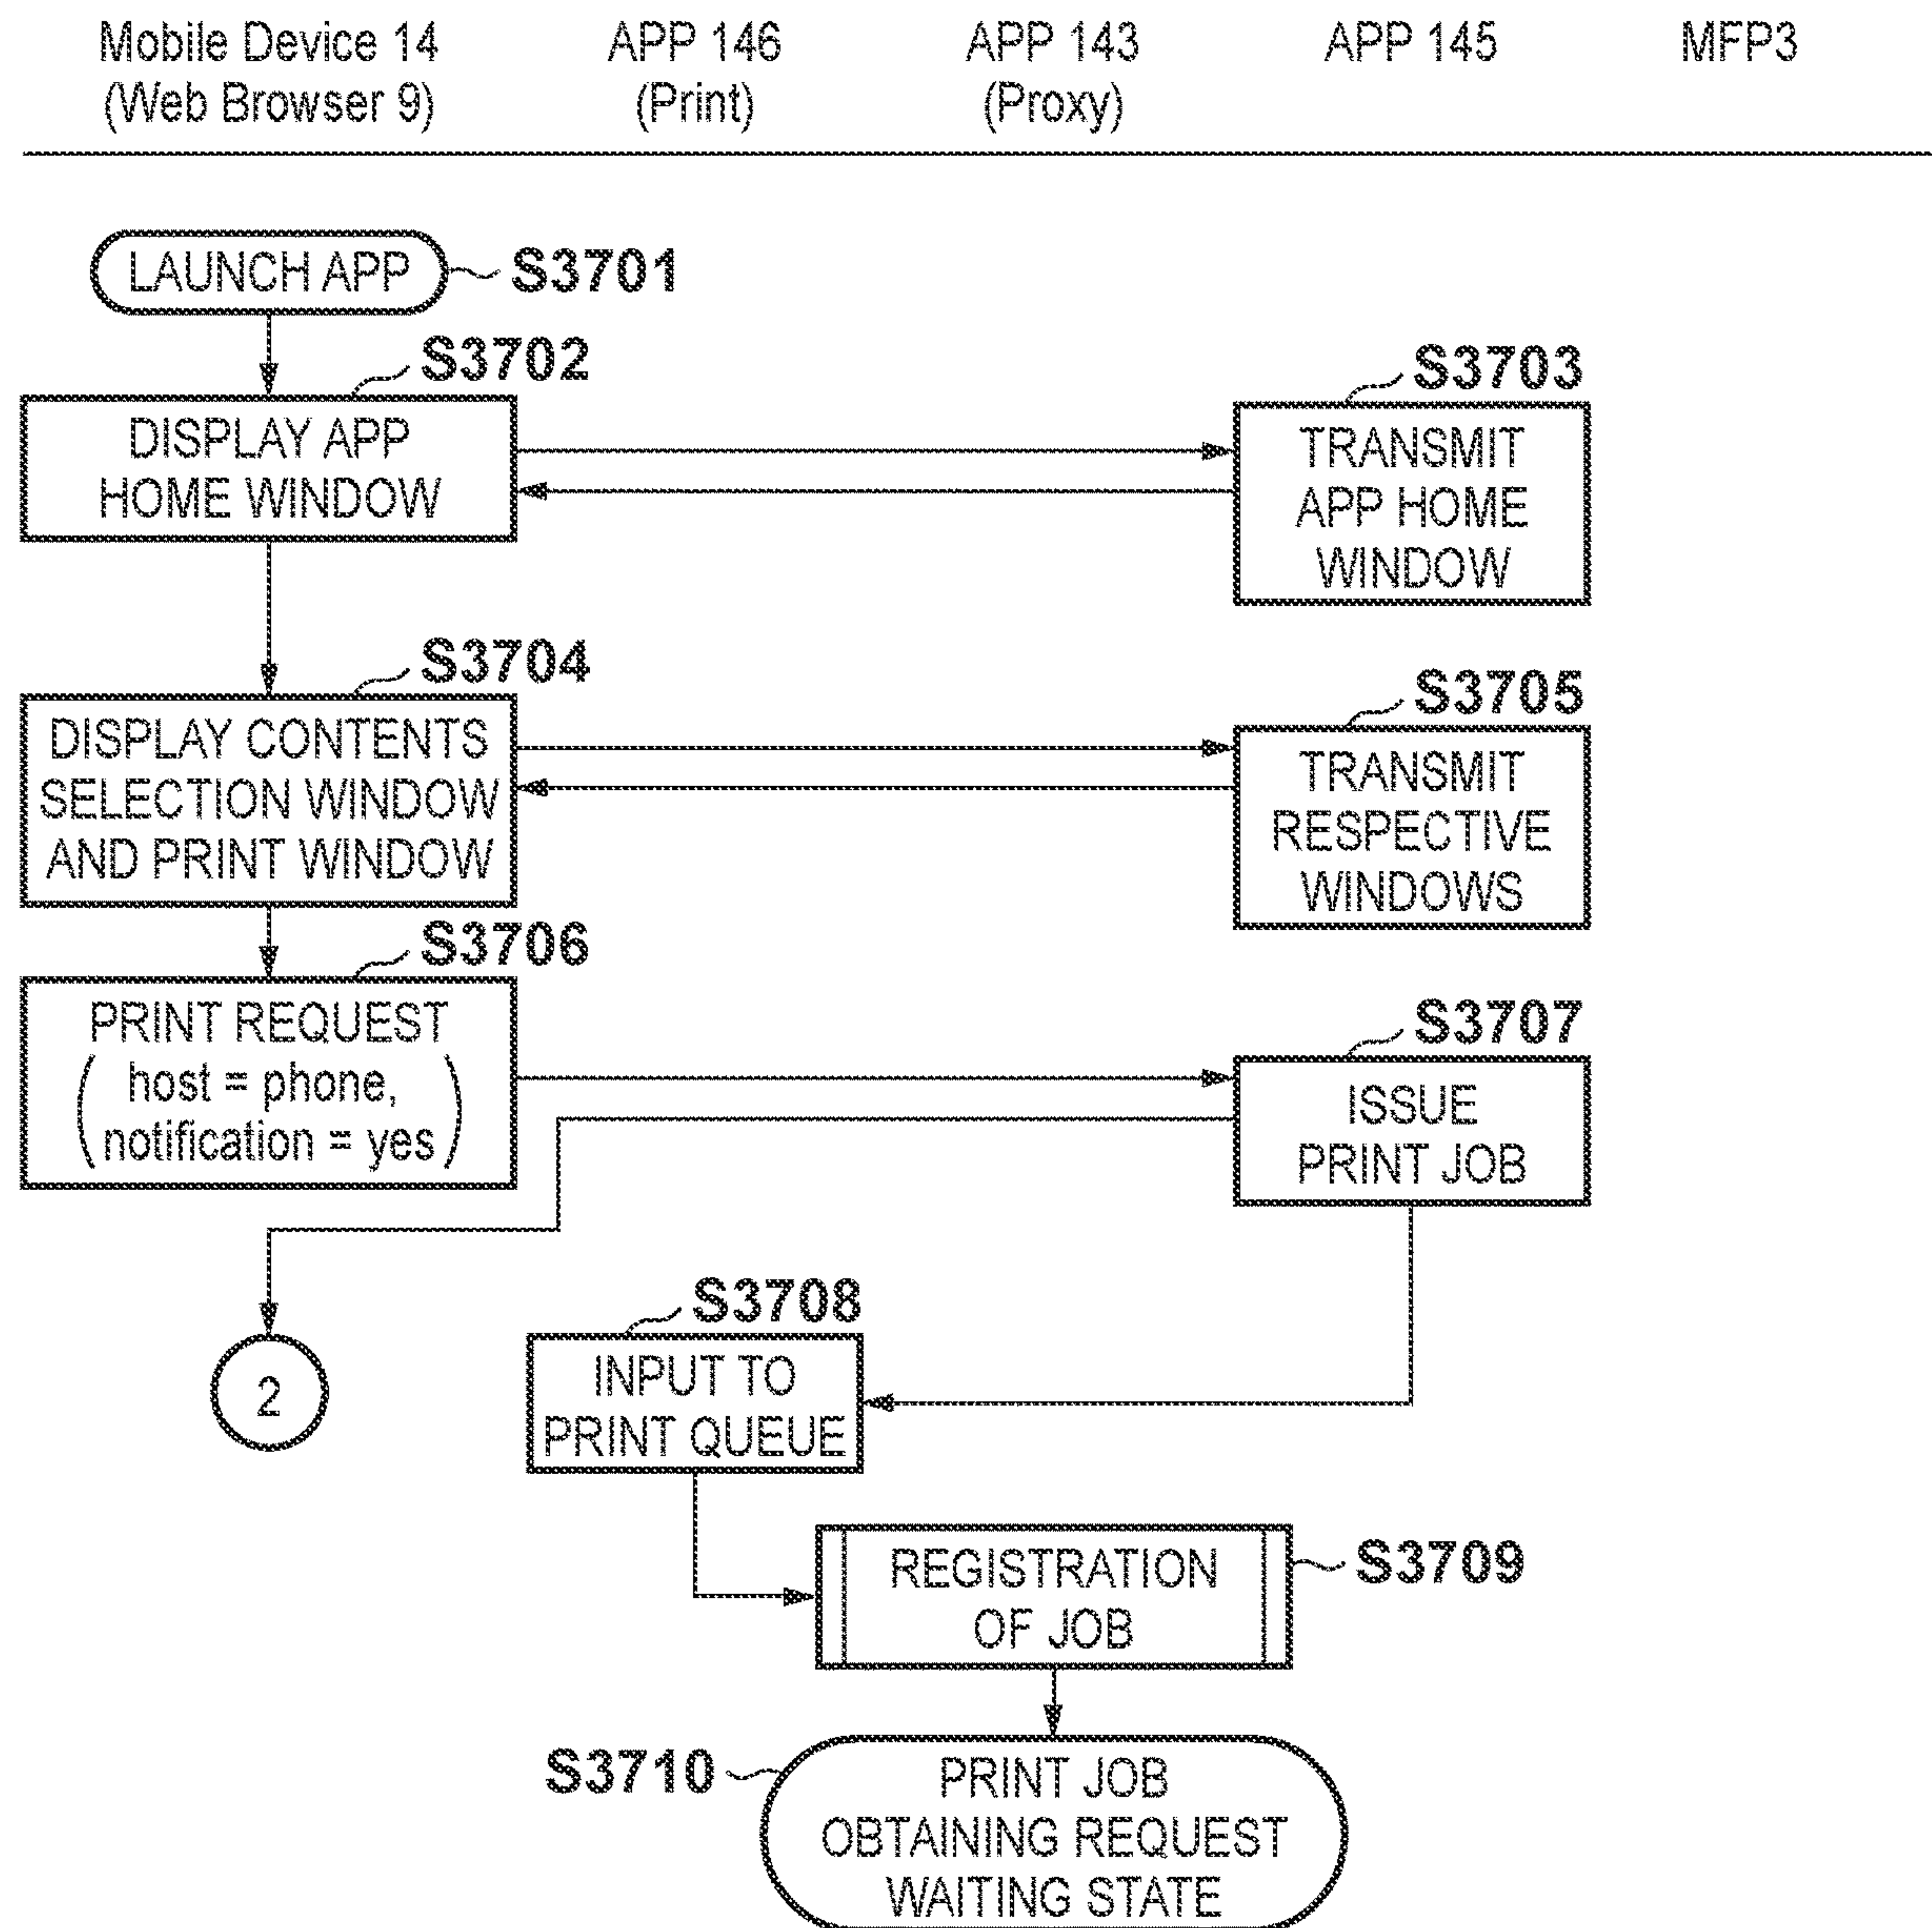 Mobile Device 14
(Web Browser 9)
APP 146
(Print)
APP 143
(Proxy)
APP 145
MFP3
LAUNCH APP
S3701
S3702
DISPLAY APP
HOME WINDOW
S3703
TRANSMIT
APP HOME
WINDOW
S3704
DISPLAY CONTENTS
SELECTION WINDOW
AND PRINT WINDOW
S3705
TRANSMIT
RESPECTIVE
WINDOWS
S3706
PRINT REQUEST
( host = phone,
notification = yes )
S3707
ISSUE
PRINT JOB
2
S3708
INPUT TO
PRINT QUEUE
REGISTRATION
OF JOB
S3709
S3710
PRINT JOB
OBTAINING REQUEST
WAITING STATE